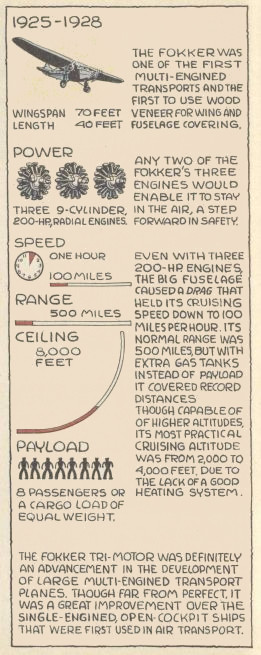 1925-1928
THE FOKKER WAS
ONE OF THE FIRST
MULTI-ENGINED
TRANSPORTS AND THE
FIRST TO USE WOOD
VENEER FOR WING AND
FUSELAGE COVERING.
WINGSPAN 70 FEET
LENGTH 40 FEET
POWER
THREE 9-CYLINDER,
200-HP, RADIAL ENGINES.
ANY TWO OF THE
FOKKER'S THREE
ENGINES WOULD
ENABLE IT TO STAY
IN THE AIR, A STEP
FORWARD IN SAFETY.
SPEED
ONE HOUR
100 MILES
RANGE
500 MILES
CEILING
8,000
FEET
EVEN WITH THREE
200-HP. ENGINES,
THE BIG FUSELAGE
CAUSED A DRAG THAT
HELD ITS CRUISING
SPEED DOWN TO 100
MILES PER HOUR. ITS
NORMAL RANGE WAS
500 MILES, BUT WITH
EXTRA GAS TANKS
INSTEAD OF PAYLOAD
IT COVERED RECORD
DISTANCES
THOUGH CAPABLE OF
OF HIGHER ALTITUDES,
ITS MOST PRACTICAL
CRUISING ALTITUDE
WAS FROM 2,000 TO
4,000 FEET, DUE TO
THE LACK OF A GOOD
HEATING SYSTEM.
PAYLOAD
8 PASSENGERS OR
A CARGO LOAD OF
EQUAL WEIGHT.
THE FOKKER TRI-MOTOR WAS DEFINITELY
AN ADVANCEMENT IN THE DEVELOPMENT
OF LARGE MULTI-ENGINED TRANSPORT
PLANES. THOUGH FAR FROM PERFECT, IT
WAS A GREAT IMPROVEMENT OVER THE
SINGLE-ENGINED, OPEN-COCKPIT SHIPS
THAT WERE FIRST USED IN AIR TRANSPORT.